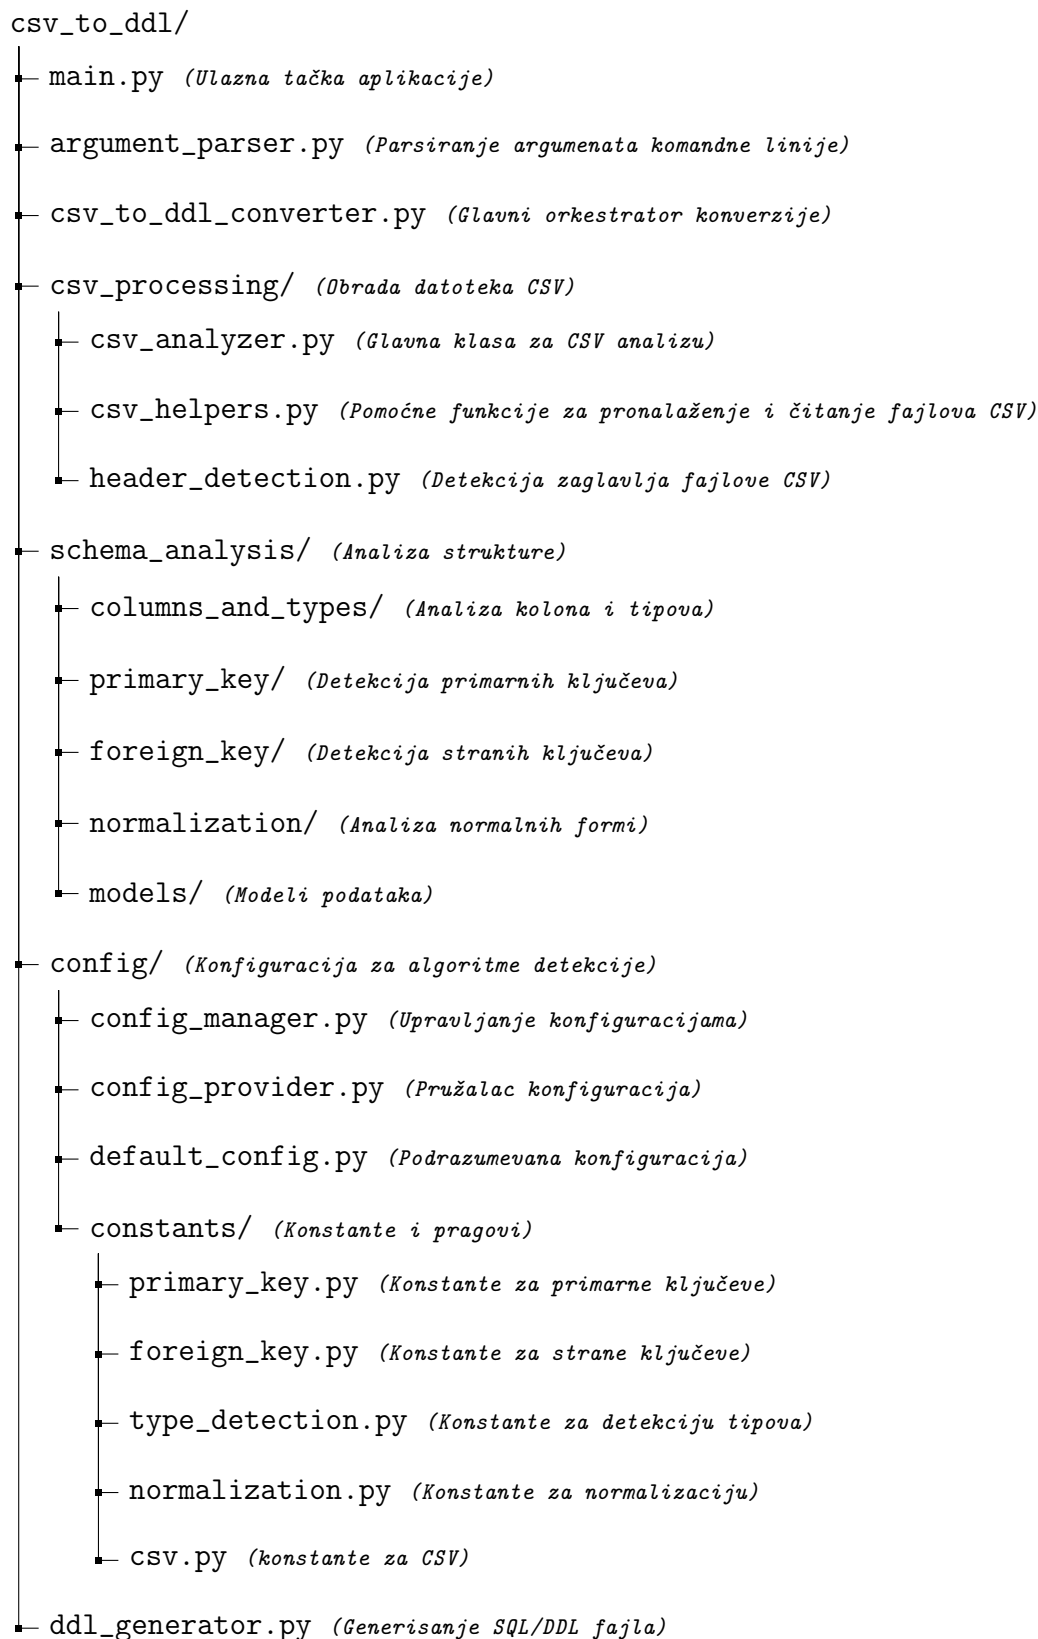 csv_to_ddl/
main.py (Ulazna tačka aplikacije)
argument_parser.py (Parsiranje argumenata komandne linije)
csv_to_ddl_converter.py (Glavni orkestrator konverzije)
csv_processing/ (Obrada datoteka CSV)
csv_analyzer.py (Glavna klasa za CSV analizu)
csv_helpers.py (Pomoćne funkcije za pronalaženje i čitanje fajlova CSV)
header_detection.py (Detekcija zaglavlja fajlove CSV)
schema_analysis/ (Analiza strukture)
columns_and_types/ (Analiza kolona i tipova)
primary_key/ (Detekcija primarnih ključeva)
foreign_key/ (Detekcija stranih ključeva)
normalization/ (Analiza normalnih formi)
models/ (Modeli podataka)
config/ (Konfiguracija za algoritme detekcije)
config_manager.py (Upravljanje konfiguracijama)
config_provider.py (Pružalac konfiguracija)
default_config.py (Podrazumevana konfiguracija)
constants/ (Konstante i pragovi)
primary_key.py (Konstante za primarne ključeve)
foreign_key.py (Konstante za strane ključeve)
type_detection.py (Konstante za detekciju tipova)
normalization.py (Konstante za normalizaciju)
csv.py (konstante za CSV)
ddl_generator.py (Generisanje SQL/DDL fajla)